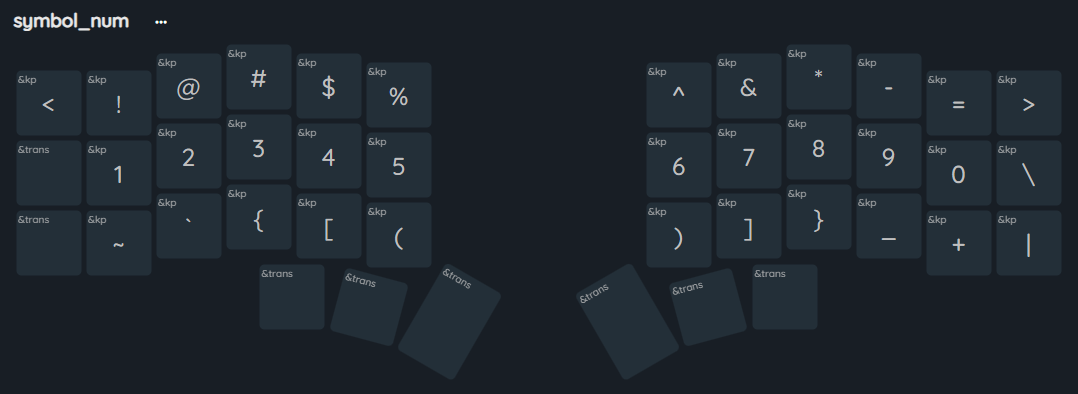 symbol_num ...
&kp < &kp ! &kp @ &kp # &kp $ &kp % &kp ^ &kp & &kp * &kp - &kp = &kp >
&trans &kp 1 &kp 2 &kp 3 &kp 4 &kp 5 &kp 6 &kp 7 &kp 8 &kp 9 &kp 0 &kp \
&trans &kp ~ &kp ` &kp { &kp [ &kp ( &kp ) &kp ] &kp } &kp _ &kp + &kp |
&trans &trans &trans &trans &trans &trans